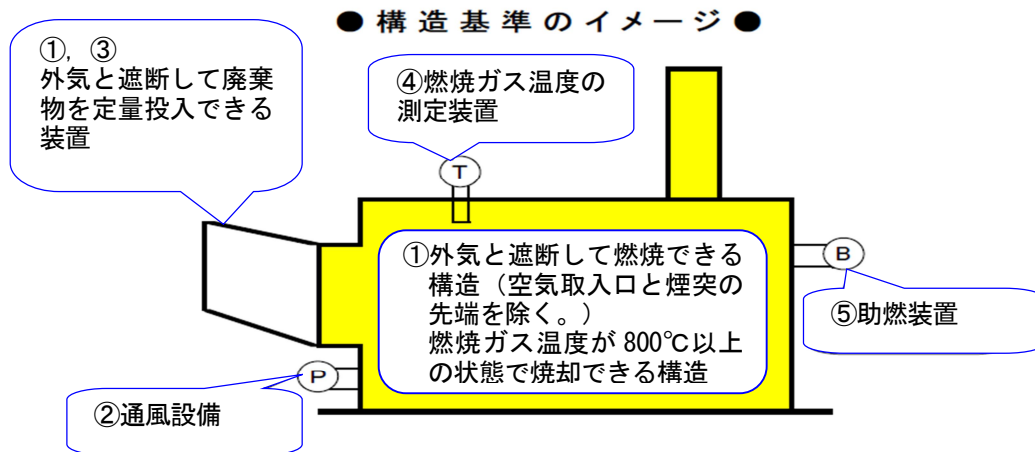 ● 構造基準のイメージ ●
①，③
外気と遮断して廃棄
物を定量投入できる
装置
④燃焼ガス温度の
測定装置
T
①外気と遮断して燃焼できる
構造（空気取入口と煙突の
先端を除く。）
燃焼ガス温度が 800℃以上
の状態で焼却できる構造
B
⑤助燃装置
P
②通風設備